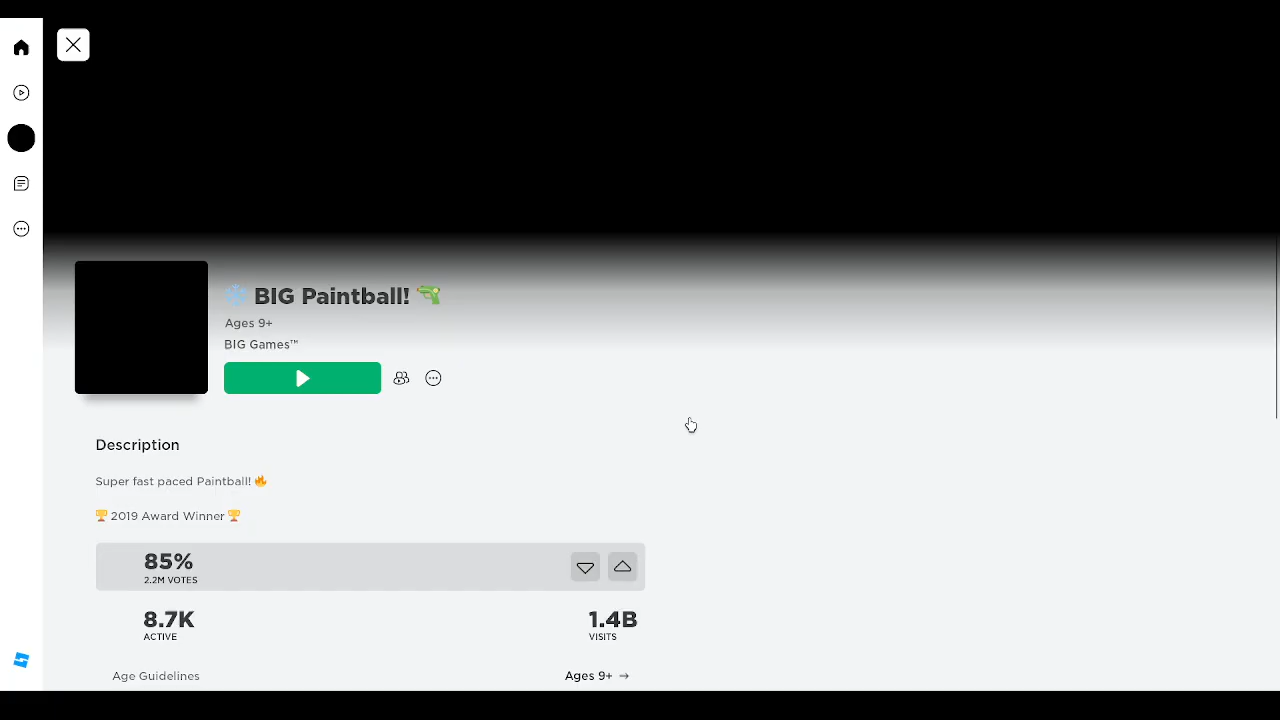 ❄️ BIG Paintball! 🔫
Ages 9+
BIG Games™
Description
Super fast paced Paintball! 🔥
🏆 2019 Award Winner 🏆
85%
2.2M VOTES
8.7K
ACTIVE
1.4B
VISITS
Age Guidelines
Ages 9+ →